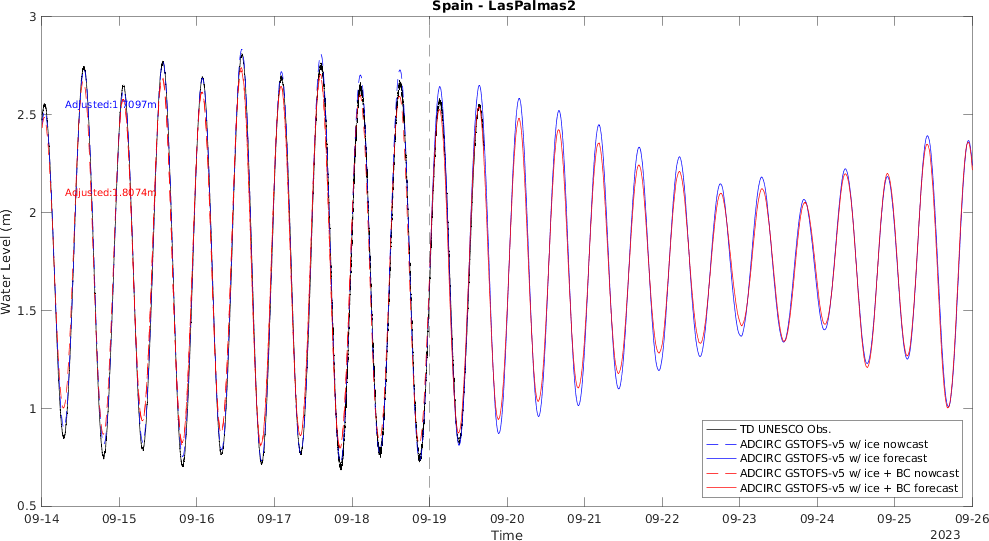 Spain - LasPalmas2
3
2.5
2
1.5
1
0.5
Water Level (m)
Adjusted:1.7097m
Adjusted:1.8074m
TD UNESCO Obs.
ADCIRC GSTOFS-v5 w/ ice nowcast
ADCIRC GSTOFS-v5 w/ ice forecast
ADCIRC GSTOFS-v5 w/ ice + BC nowcast
ADCIRC GSTOFS-v5 w/ ice + BC forecast
09-14 09-15 09-16 09-17 09-18 09-19 09-20 09-21 09-22 09-23 09-24 09-25 09-26
Time
2023